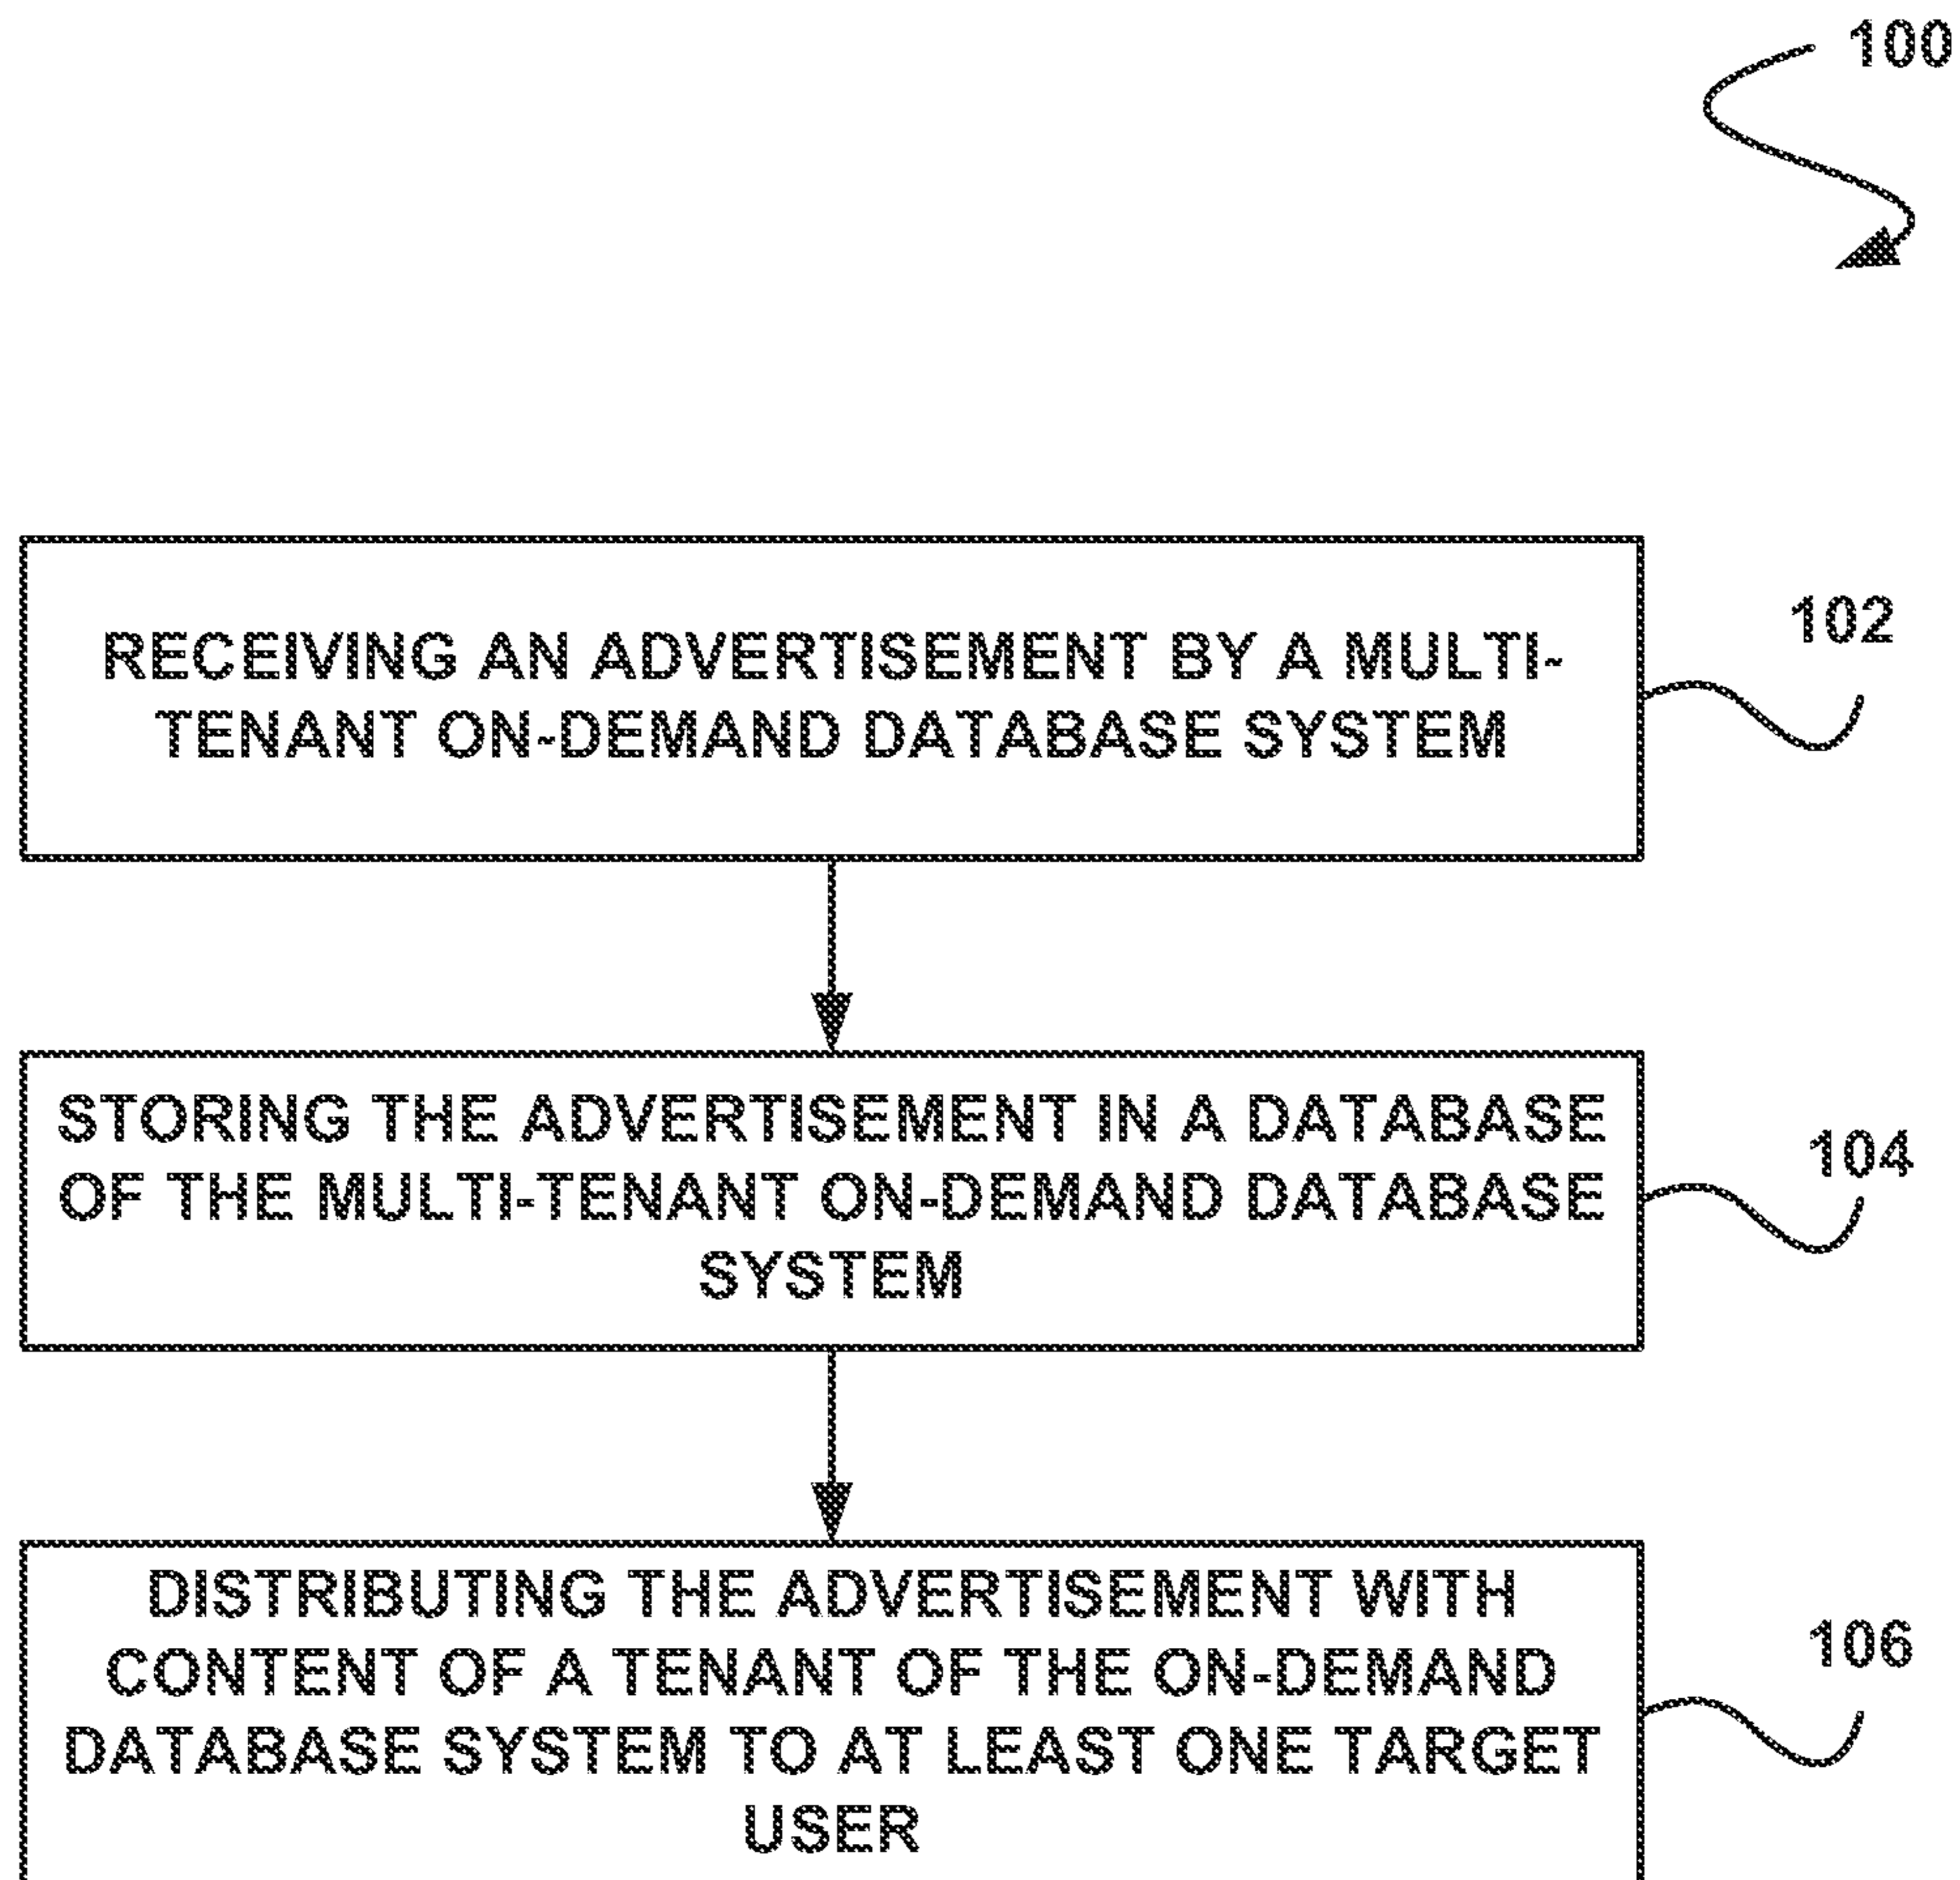 100
RECEIVING AN ADVERTISEMENT BY A MULTI-
TENANT ON-DEMAND DATABASE SYSTEM
102
STORING THE ADVERTISEMENT IN A DATABASE
OF THE MULTI-TENANT ON-DEMAND DATABASE
SYSTEM
104
DISTRIBUTING THE ADVERTISEMENT WITH
CONTENT OF A TENANT OF THE ON-DEMAND
DATABASE SYSTEM TO AT LEAST ONE TARGET
USER
106